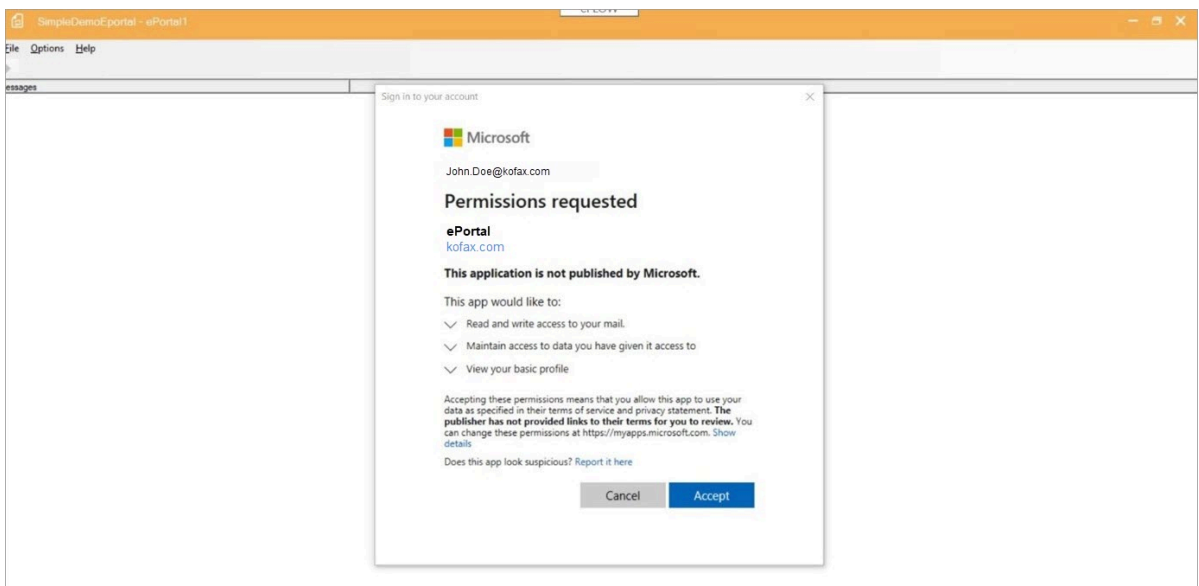 SimpleDemoEportal - ePortal1
File Options Help
essages
Sign in to your account
Microsoft
John.Doe@kofax.com
Permissions requested
ePortal
kofax.com
This application is not published by Microsoft.
This app would like to:
Read and write access to your mail.
Maintain access to data you have given it access to
View your basic profile
Accepting these permissions means that you allow this app to use your
data as specified in their terms of service and privacy statement. The
publisher has not provided links to their terms for you to review. You
can change these permissions at https://myapps.microsoft.com. Show
details
Does this app look suspicious? Report it here
Cancel Accept